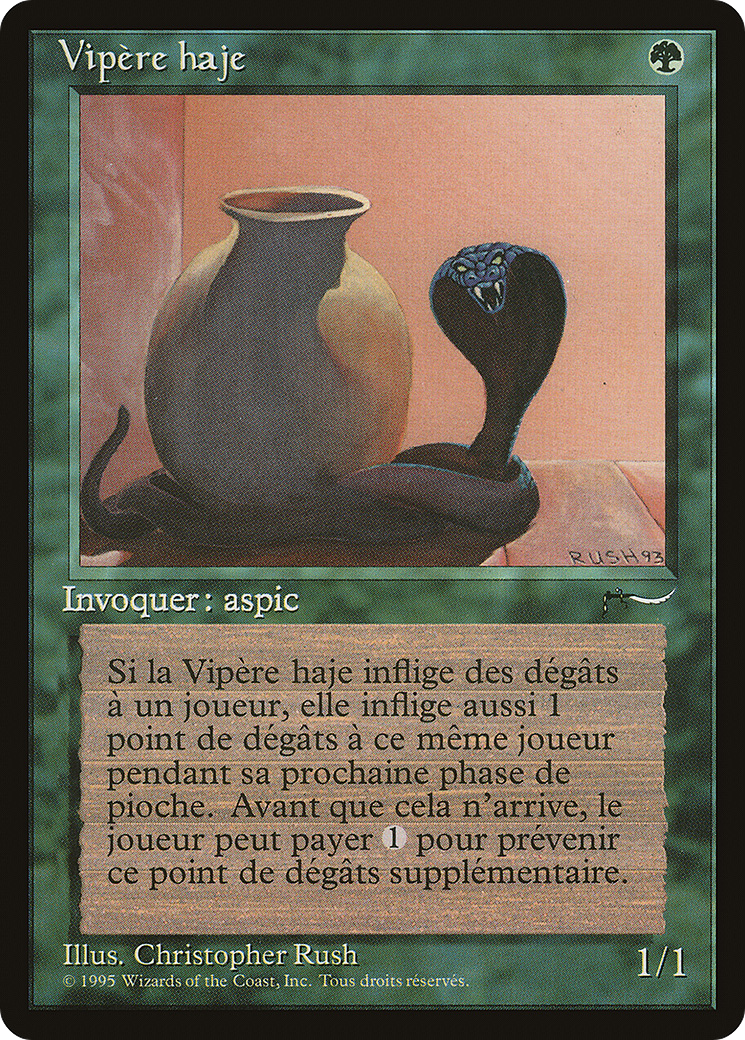 Vipère haje
RUSH 93
Invoquer : aspic
Si la Vipère haje inflige des dégâts
à un joueur, elle inflige aussi 1
point de dégâts à ce même joueur
pendant sa prochaine phase de
pioche. Avant que cela n'arrive, le
joueur peut payer 1 pour prévenir
ce point de dégâts supplémentaire.
Illus. Christopher Rush
1/1
© 1995 Wizards of the Coast, Inc. Tous droits réservés.